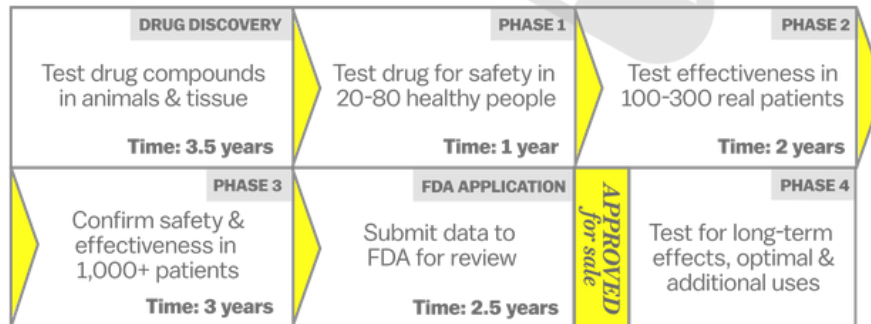 DRUG DISCOVERY
Test drug compounds
in animals & tissue
Time: 3.5 years
PHASE 1
Test drug for safety in
20-80 healthy people
Time: 1 year
PHASE 2
Test effectiveness in
100-300 real patients
Time: 2 years
PHASE 3
Confirm safety &
effectiveness in
1,000+ patients
Time: 3 years
FDA APPLICATION
Submit data to
FDA for review
Time: 2.5 years
APPROVED
for sale
PHASE 4
Test for long-term
effects, optimal &
additional uses